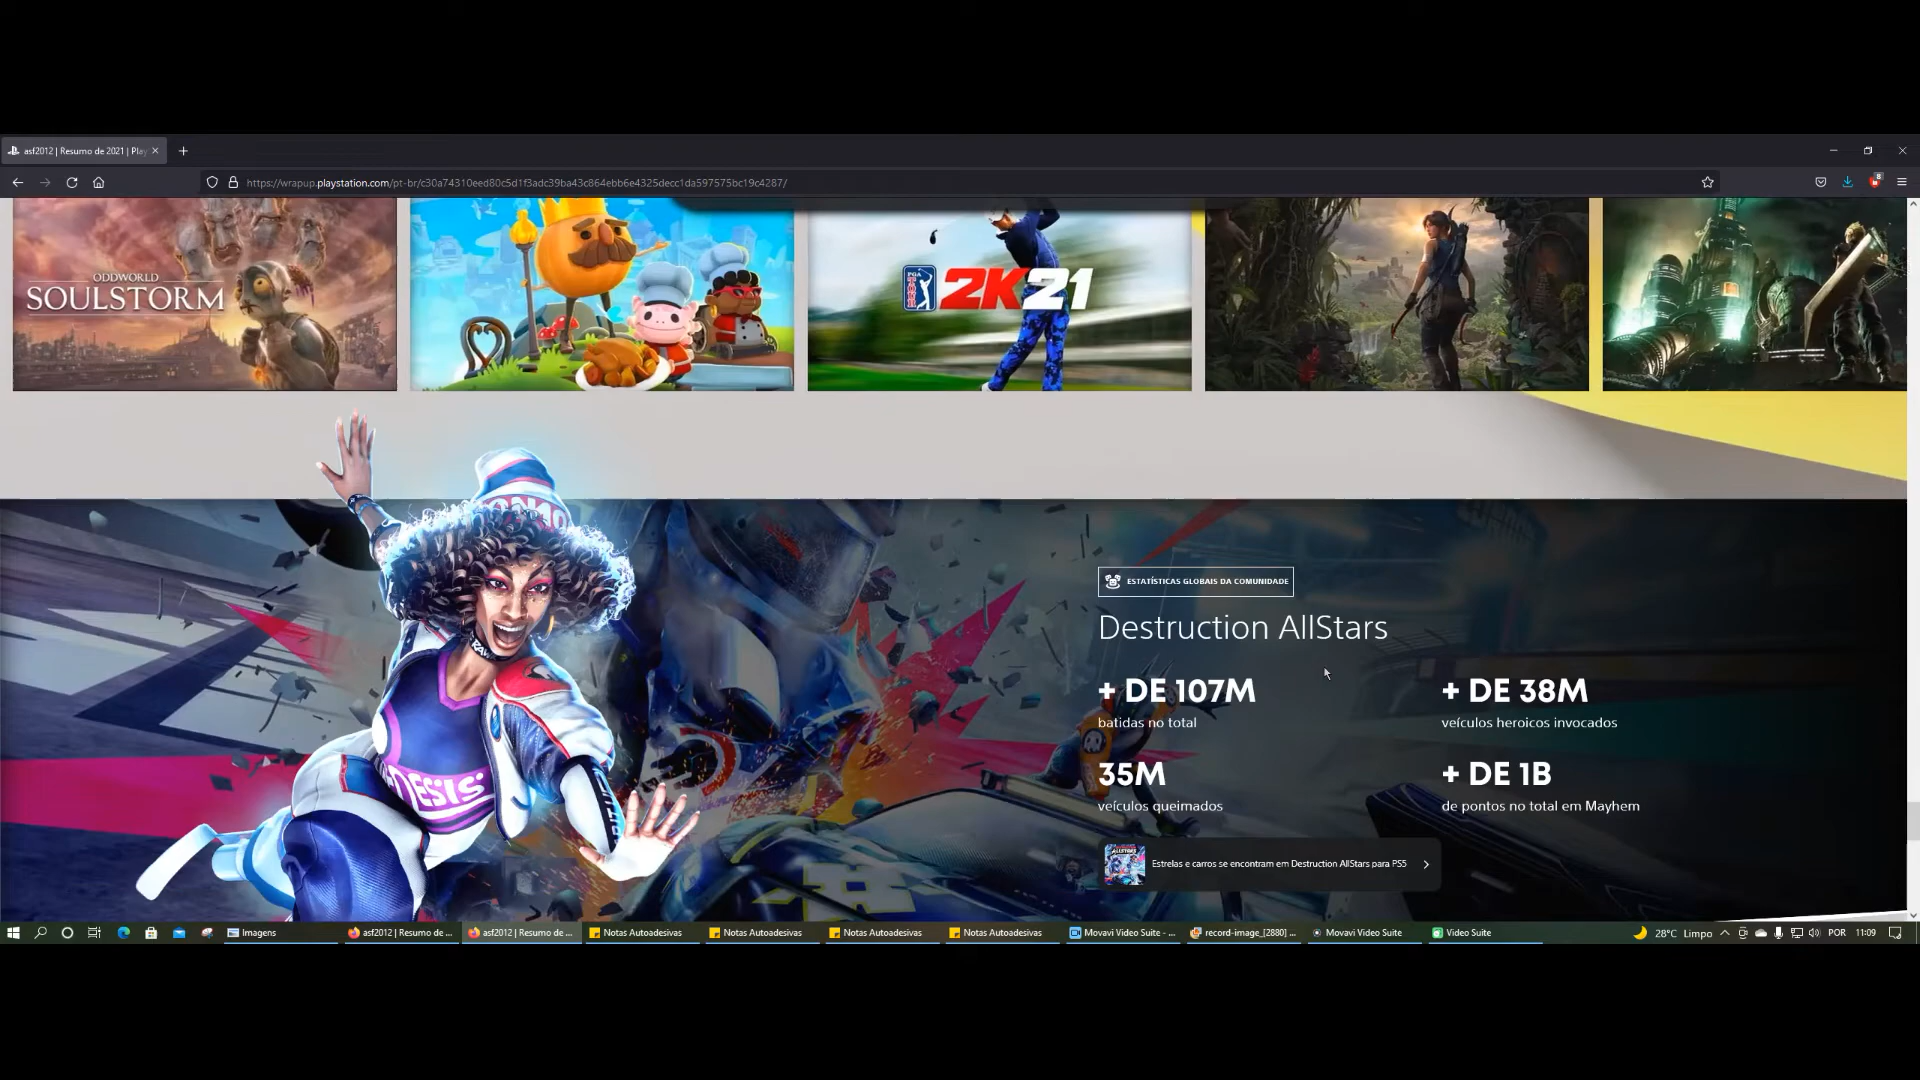 asf2012 | Resumo de 2021 | Play
https://wrapup.playstation.com/pt-br/c30a74310eed80c5d1f3adc39ba43c864ebb6e4325decc1da597575bc19c4287/
8
ODDWORLD
SOULSTORM
PGA
TOUR
2K21
ESTATÍSTICAS GLOBAIS DA COMUNIDADE
Destruction AllStars
+ DE 107M
batidas no total
+ DE 38M
veículos heroicos invocados
35M
veículos queimados
+ DE 1B
de pontos no total em Mayhem
Estrelas e carros se encontram em Destruction AllStars para PS5
GENESIS
Imagens
asf2012 | Resumo de ...
asf2012 | Resumo de ...
Notas Autoadesivas
Notas Autoadesivas
Notas Autoadesivas
Notas Autoadesivas
Movavi Video Suite - ...
record-image_[2880] ...
Movavi Video Suite
Video Suite
28°C Limpo
POR
11:09